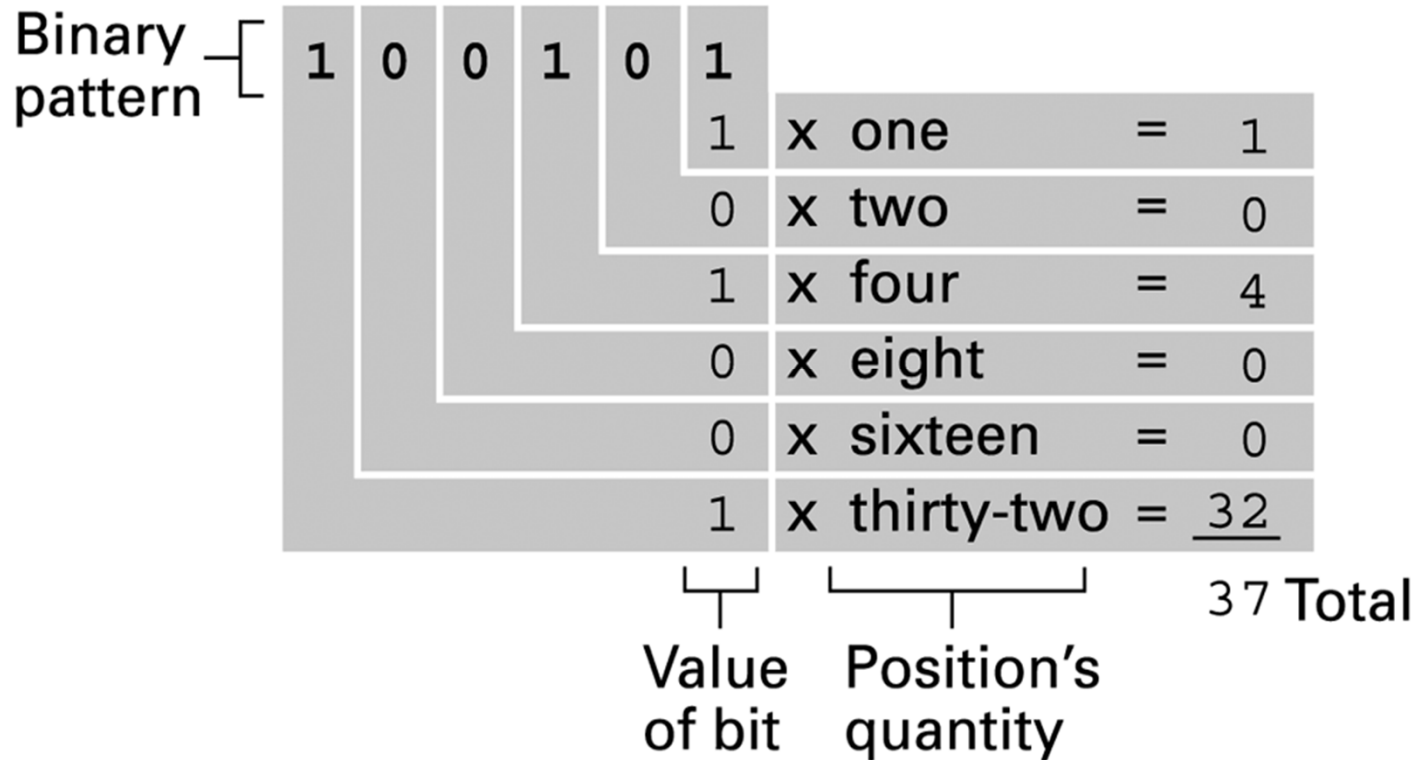 Binary
pattern
1 0 0 1 0 1
1 x one = 1
0 x two = 0
1 x four = 4
0 x eight = 0
0 x sixteen = 0
1 x thirty-two = 32
37 Total
Value
of bit
Position's
quantity